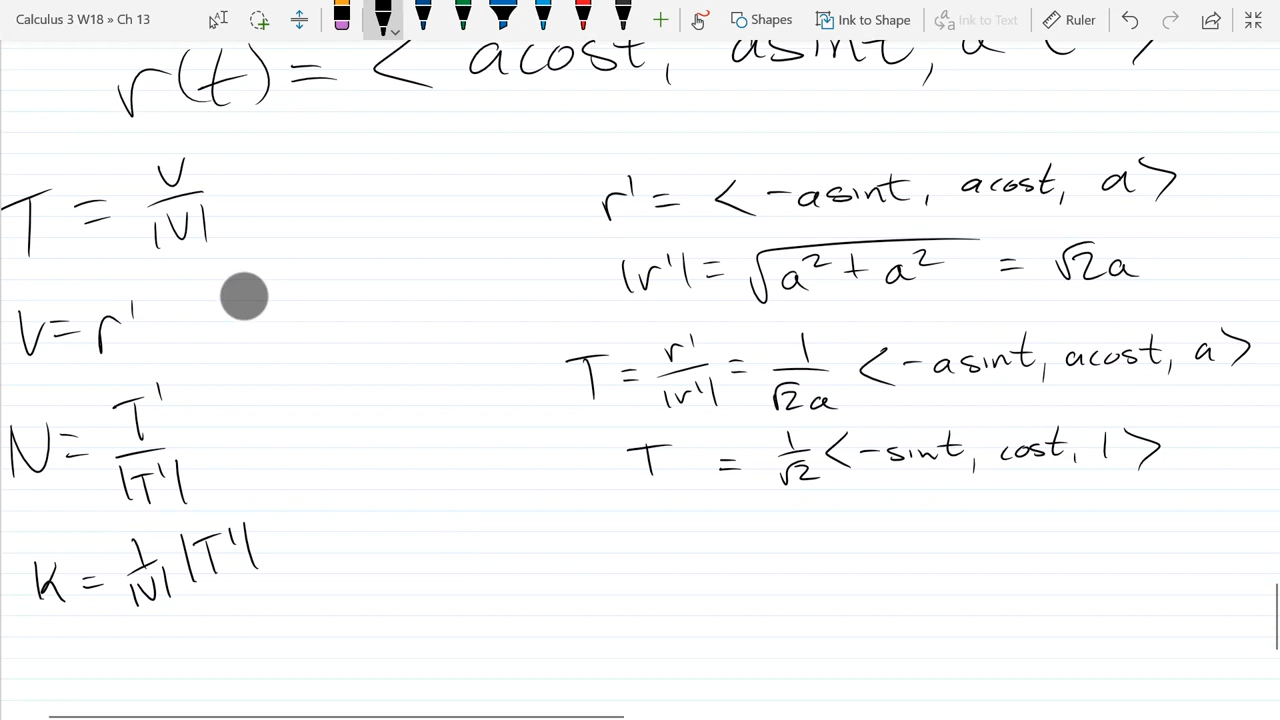 Calculus 3 W18 » Ch 13
Shapes
Ink to Shape
Ink to Text
Ruler
r(t) = < acost, asint, a t >
T = V/|V|
V = r'
N = T'/|T'|
K = 1/|V| |T'|
r' = < -asint, acost, a >
|r'| = √(a² + a²) = √2a
T = r'/|r'| = 1/√2a < -asint, acost, a >
T = 1/√2 < -sint, cost, 1 >